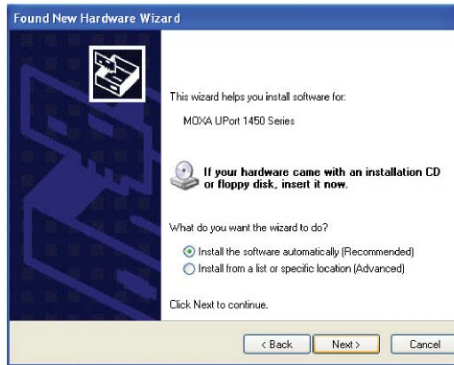 Found New Hardware Wizard
This wizard helps you install software for:
MOXA UPort 1450 Series
If your hardware came with an installation CD
or floppy disk, insert it now.
What do you want the wizard to do?
Install the software automatically (Recommended)
Install from a list or specific location (Advanced)
Click Next to continue.
< Back
Next >
Cancel